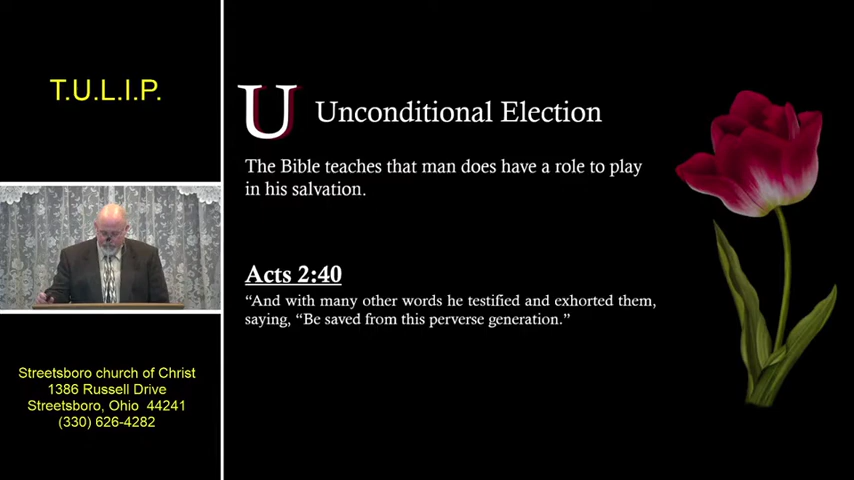 T.U.L.I.P.
U Unconditional Election
The Bible teaches that man does have a role to play
in his salvation.
Acts 2:40
“And with many other words he testified and exhorted them,
saying, “Be saved from this perverse generation.”
Streetsboro church of Christ
1386 Russell Drive
Streetsboro, Ohio  44241
(330) 626-4282